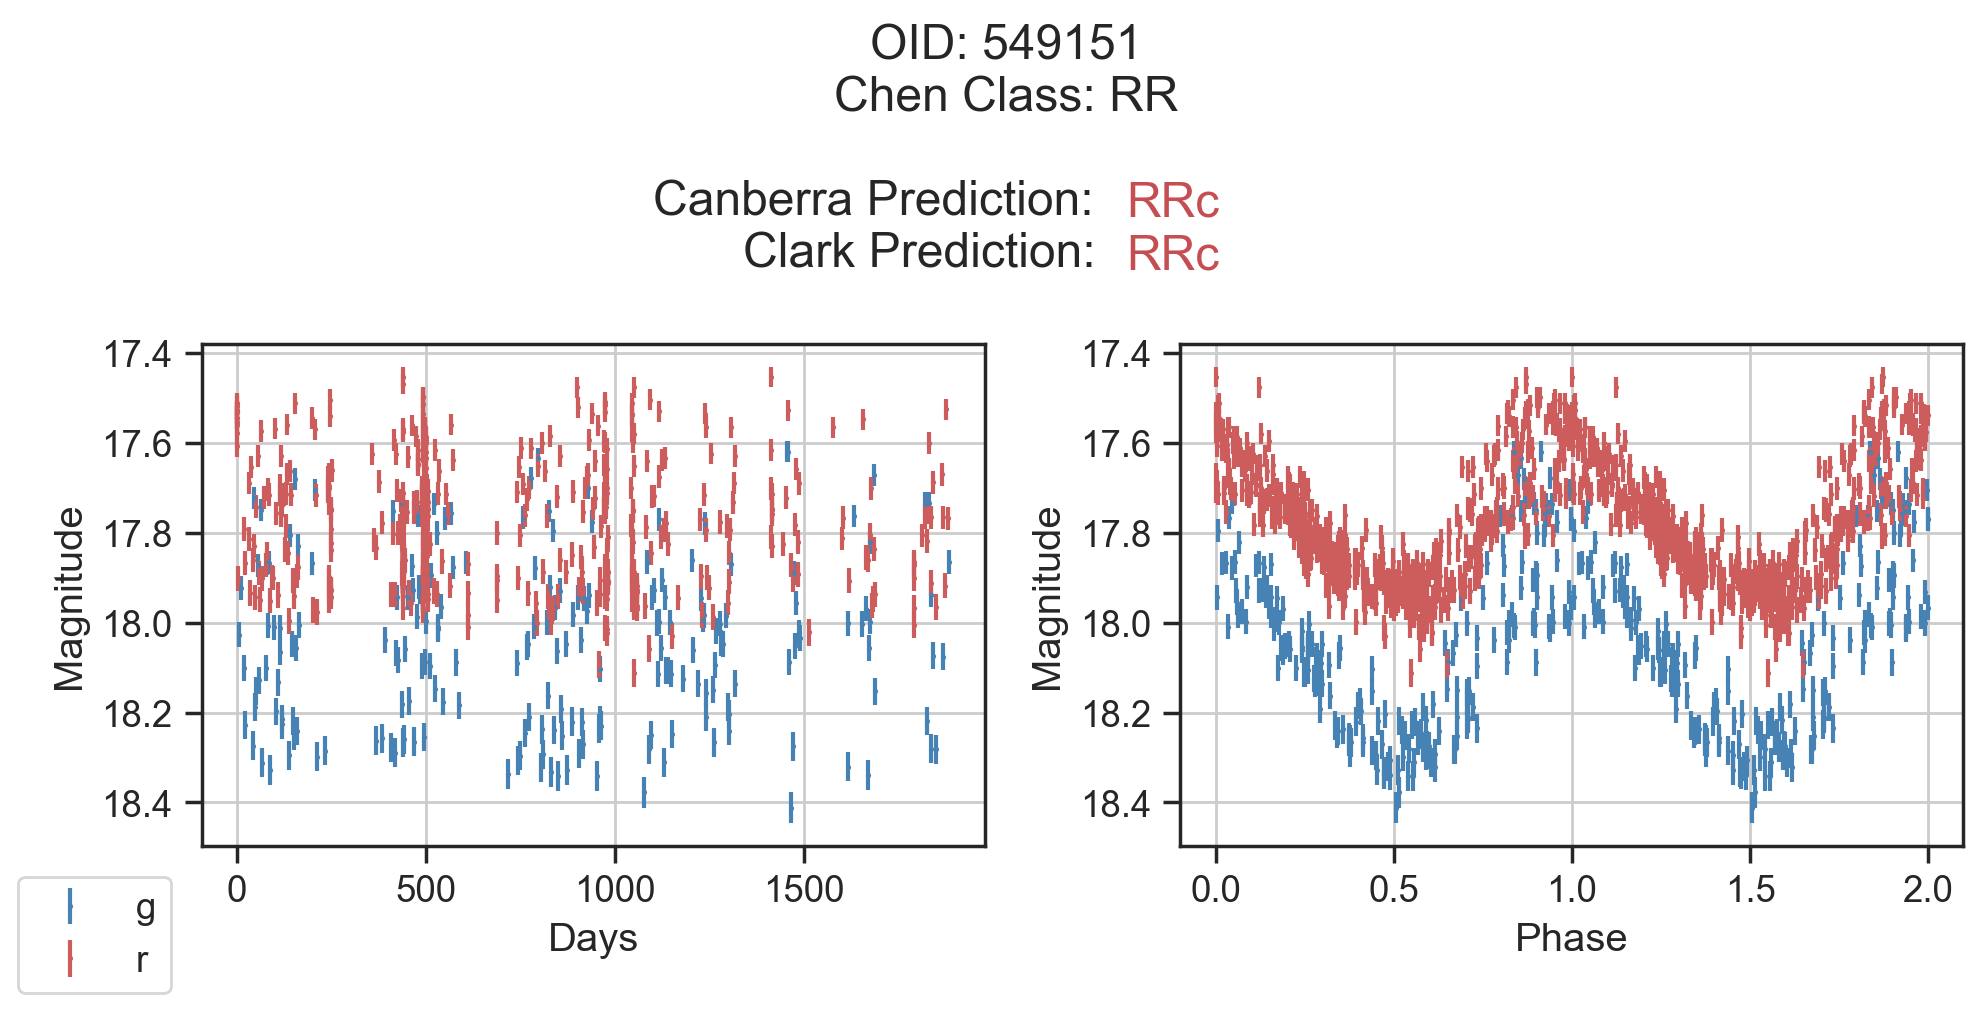 OID: 549151
Chen Class: RR
Canberra Prediction: RRc
Clark Prediction: RRc
17.4
17.6
17.8
18.0
18.2
18.4
Magnitude
0
500
1000
1500
Days
17.4
17.6
17.8
18.0
18.2
18.4
Magnitude
0.0
0.5
1.0
1.5
2.0
Phase
g
r